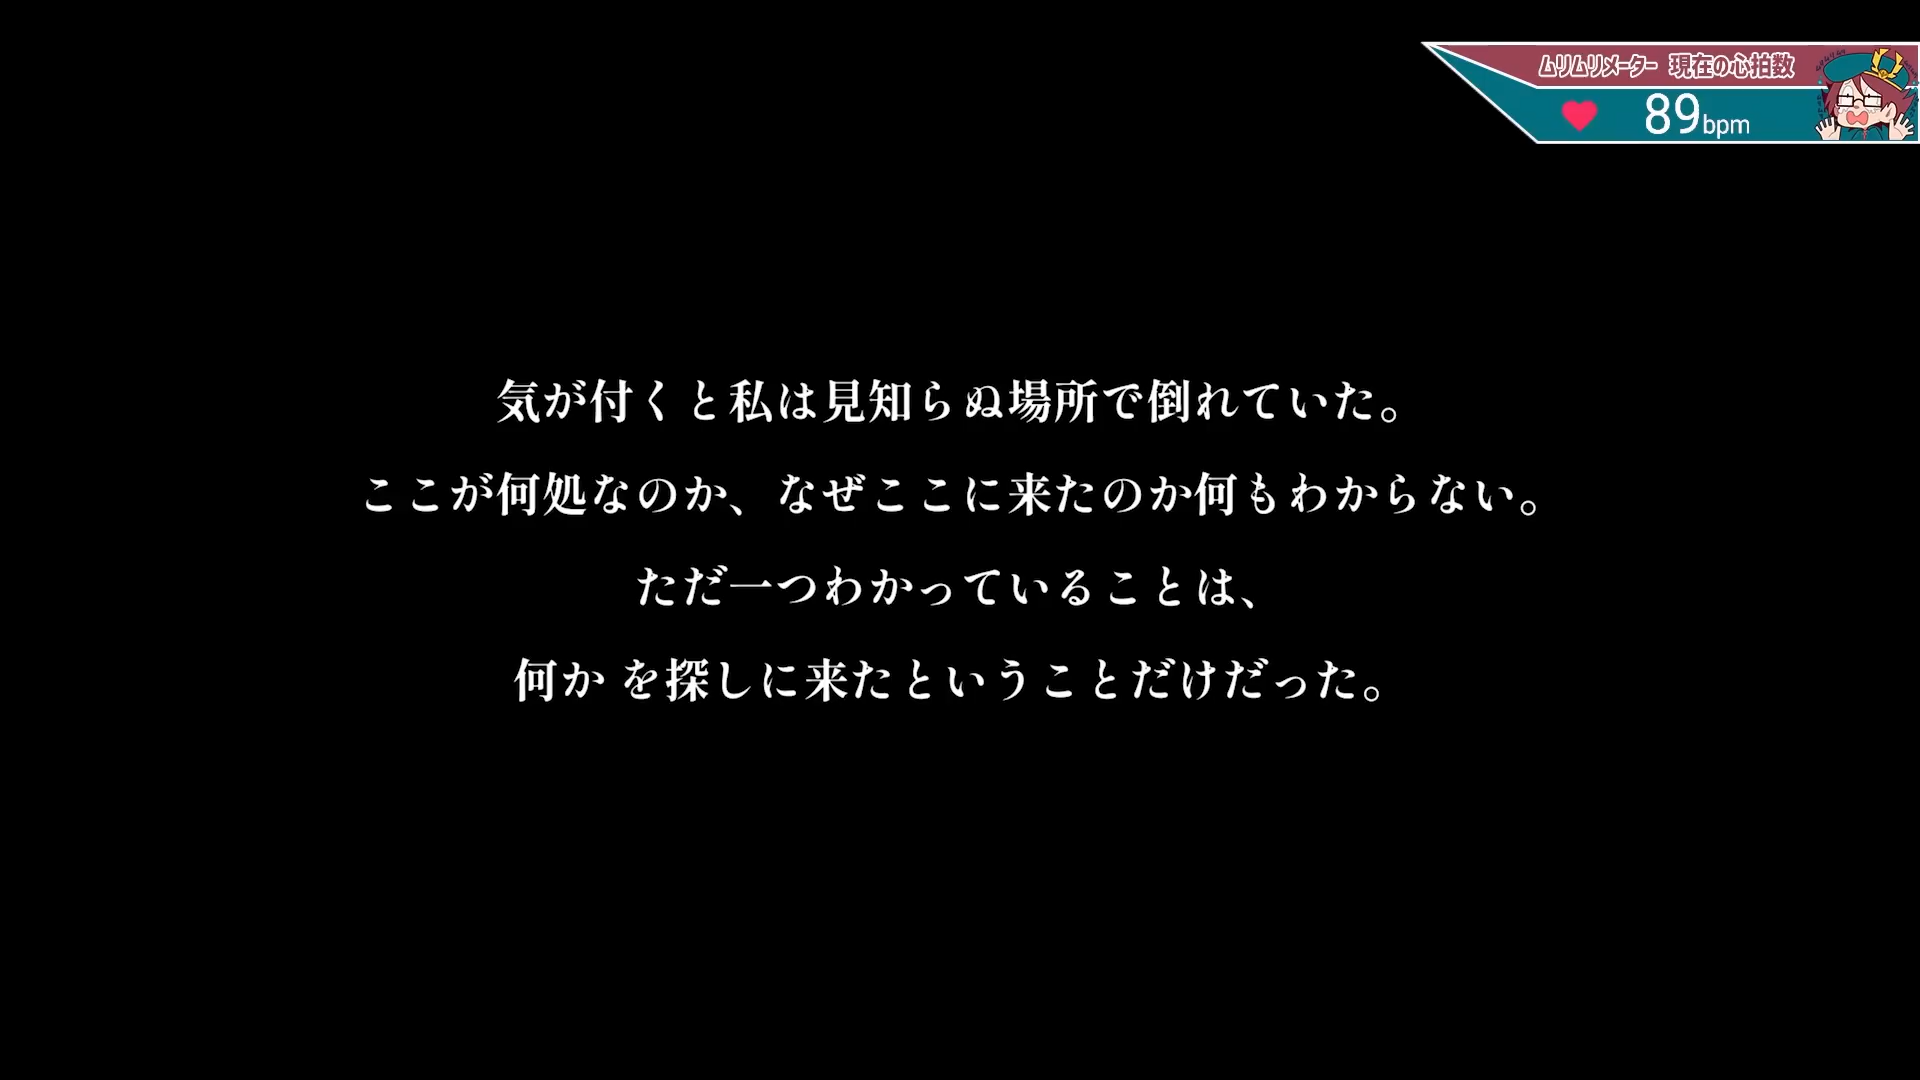 ムリムリメーター 現在の心拍数
89bpm
気が付くと私は見知らぬ場所で倒れていた。
ここが何処なのか、なぜここに来たのか何もわからない。
ただ一つわかっていることは、
何か を探しに来たということだけだった。